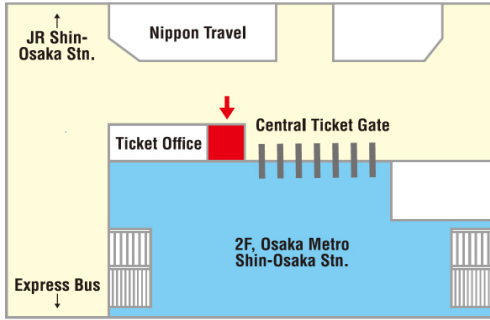 ↑
JR Shin-
Osaka Stn.
Nippon Travel
Ticket Office
Central Ticket Gate
2F, Osaka Metro
Shin-Osaka Stn.
Express Bus
↓